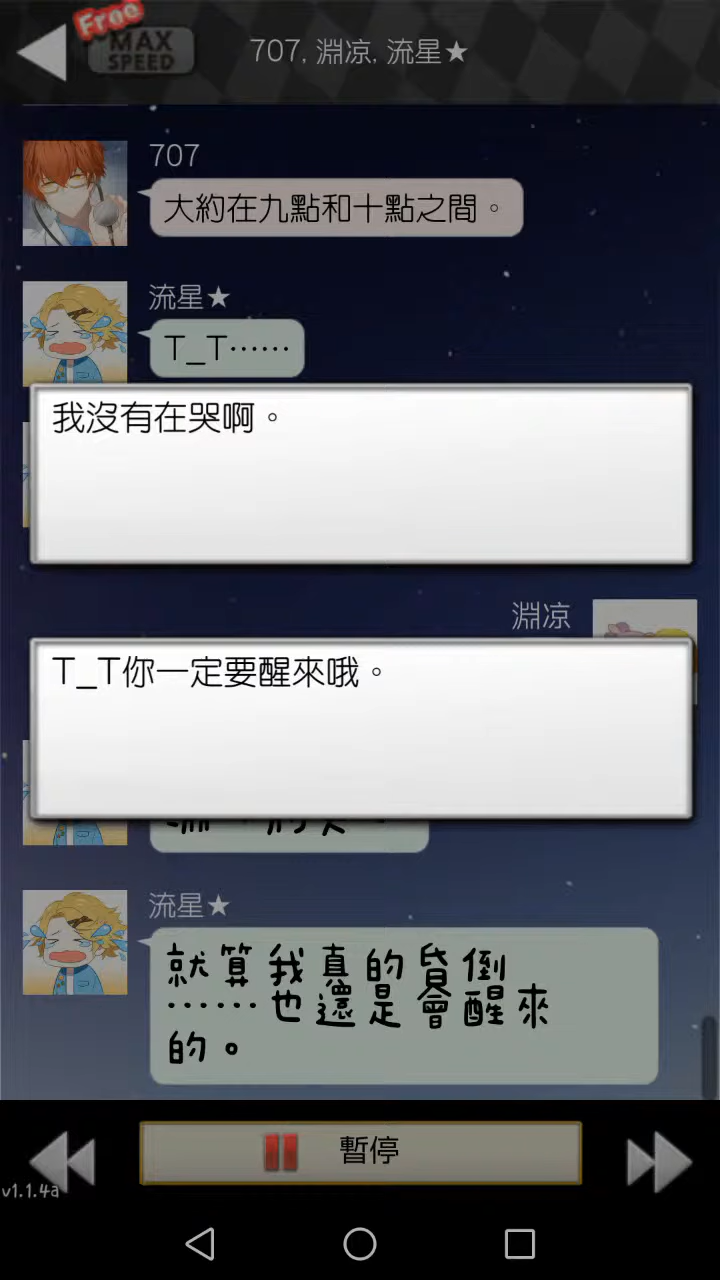 Free
MAX
SPEED
707, 淵凉, 流星★
707
大約在九點和十點之間。
流星★
T_T······
我沒有在哭啊。
淵凉
T_T你一定要醒來哦。
流星★
就算我真的昏倒
······也還是會醒來
的。
暫停
v1.1.4a